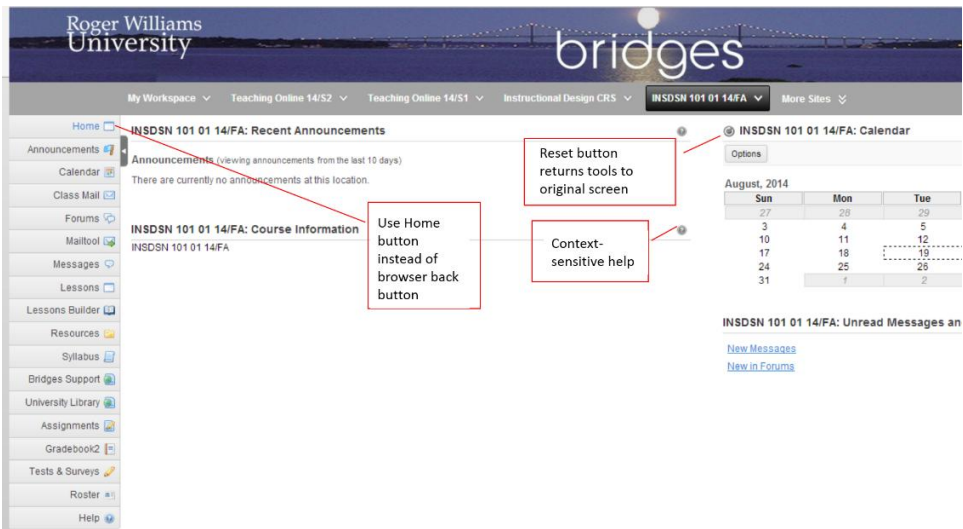 Roger Williams
University
bridges
My Workspace
Teaching Online 14/S2
Teaching Online 14/S1
Instructional Design CRS
INSDSN 101 01 14/FA
More Sites
Home
Announcements
Calendar
Class Mail
Forums
Mailtool
Messages
Lessons
Lessons Builder
Resources
Syllabus
Bridges Support
University Library
Assignments
Gradebook2
Tests & Surveys
Roster
Help
INSDSN 101 01 14/FA: Recent Announcements
Announcements (viewing announcements from the last 10 days)
There are currently no announcements at this location.
INSDSN 101 01 14/FA: Course Information
INSDSN 101 01 14/FA
Use Home
button
instead of
browser back
button
Reset button
returns tools to
original screen
Context-
sensitive help
INSDSN 101 01 14/FA: Calendar
Options
August, 2014
Sun Mon Tue
27 28 29
3 4 5
10 11 12
17 18 19
24 25 26
31 1 2
INSDSN 101 01 14/FA: Unread Messages an
New Messages
New in Forums